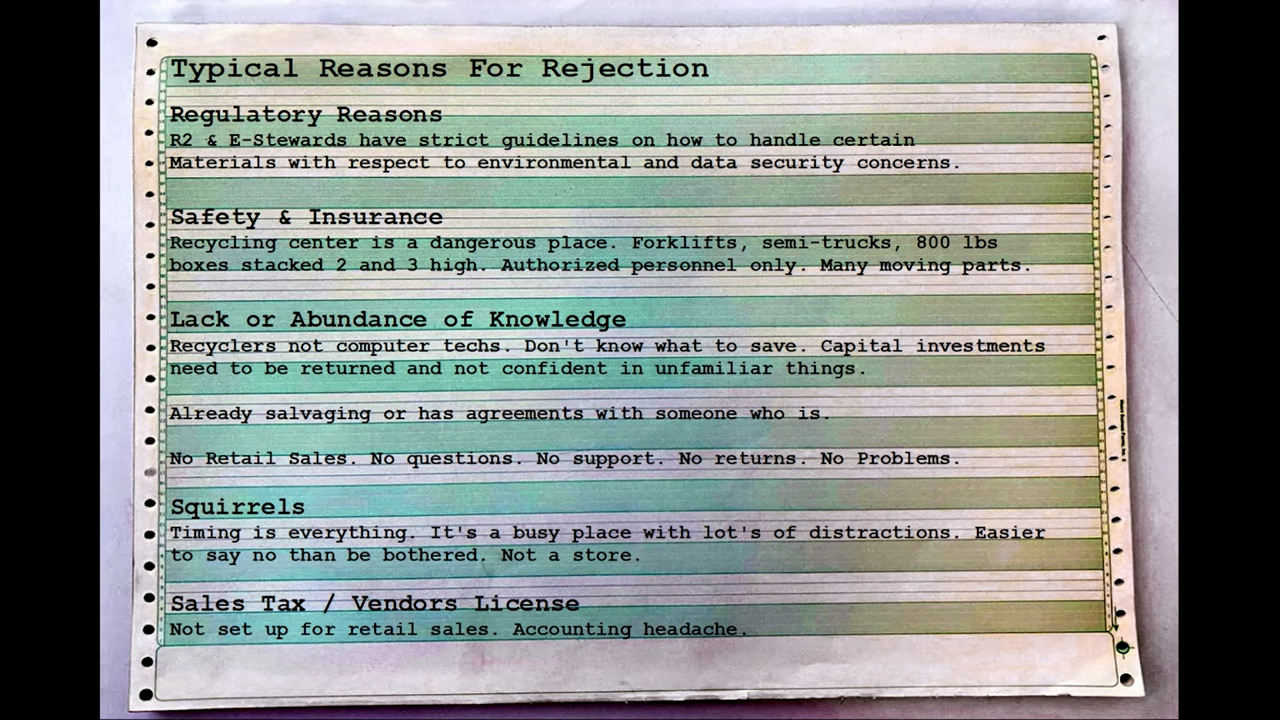 Typical Reasons For Rejection
Regulatory Reasons
R2 & E-Stewards have strict guidelines on how to handle certain
Materials with respect to environmental and data security concerns.
Safety & Insurance
Recycling center is a dangerous place. Forklifts, semi-trucks, 800 lbs
boxes stacked 2 and 3 high. Authorized personnel only. Many moving parts.
Lack or Abundance of Knowledge
Recyclers not computer techs. Don't know what to save. Capital investments
need to be returned and not confident in unfamiliar things.
Already salvaging or has agreements with someone who is.
No Retail Sales. No questions. No support. No returns. No Problems.
Squirrels
Timing is everything. It's a busy place with lot's of distractions. Easier
to say no than be bothered. Not a store.
Sales Tax / Vendors License
Not set up for retail sales. Accounting headache.